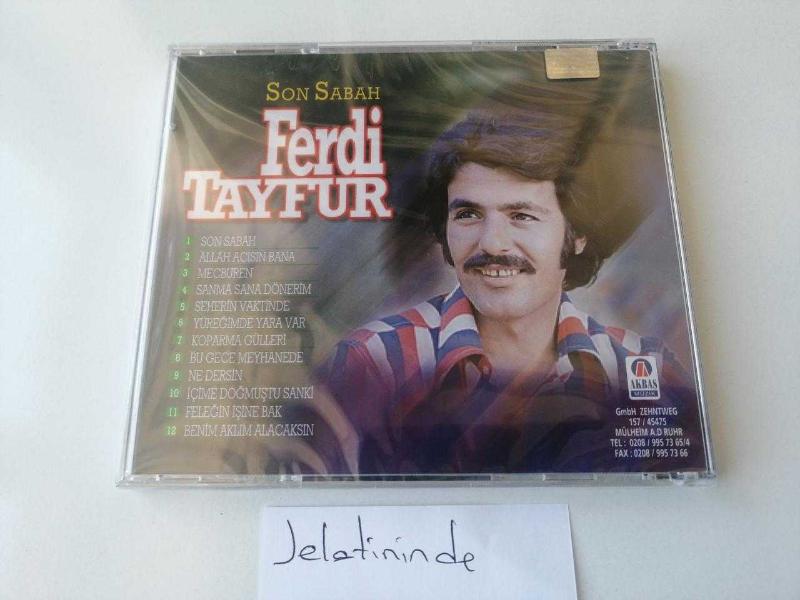 SON SABAH
Ferdi
TAYFUR
1 SON SABAH
2 ALLAH ACISIN BANA
3 MECBUREN
4 SANMA SANA DÖNERİM
5 SEHERİN VAKTİNDE
6 YÜREĞİMDE YARA VAR
7 KOPARMA GÜLLERİ
8 BU GECE MEYHANEDE
9 NE DERSİN
10 İÇİME DOĞMUŞTU SANKİ
11 FELEĞİN İŞİNE BAK
12 BENİM AKLIM ALACAKSIN
AKBAŞ
MÜZİK
GmbH ZEHNTWEG
157 / 45475
MÜLHEİM A.D RUHR
TEL : 0208 / 995 73 65/4
FAX : 0208 / 995 73 66
Jelatininde